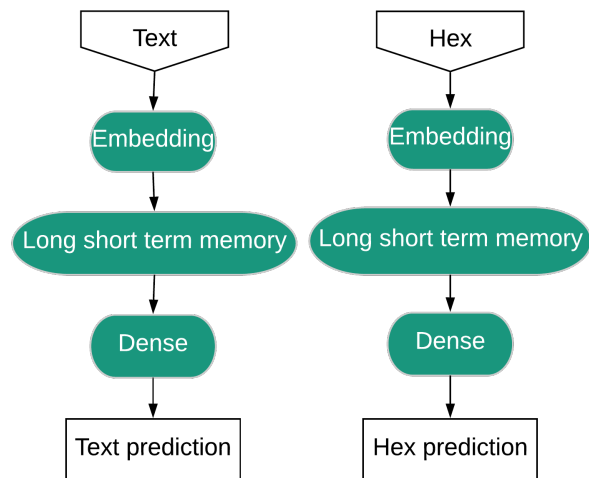 Text
Embedding
Long short term memory
Dense
Text prediction
Hex
Embedding
Long short term memory
Dense
Hex prediction